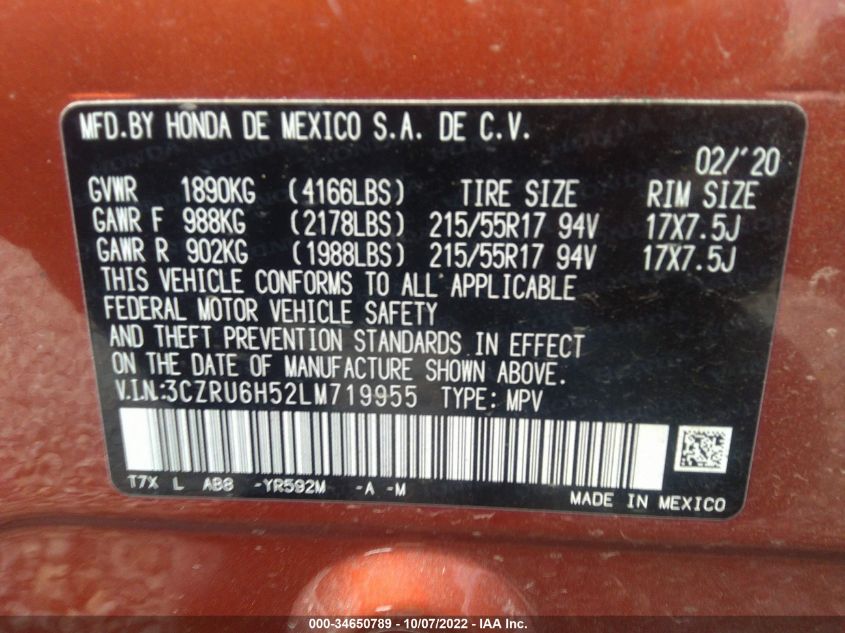 MFD.BY HONDA DE MEXICO S.A. DE C.V.
02/'20
GVWR 1890KG (4166LBS) TIRE SIZE RIM SIZE
GAWR F 988KG (2178LBS) 215/55R17 94V 17X7.5J
GAWR R 902KG (1988LBS) 215/55R17 94V 17X7.5J
THIS VEHICLE CONFORMS TO ALL APPLICABLE
FEDERAL MOTOR VEHICLE SAFETY
AND THEFT PREVENTION STANDARDS IN EFFECT
ON THE DATE OF MANUFACTURE SHOWN ABOVE.
V.I.N:3CZRU6H52LM719955 TYPE: MPV
T7X L AB8 -YR592M -A -M
MADE IN MEXICO
000-34650789 - 10/07/2022 - IAA Inc.